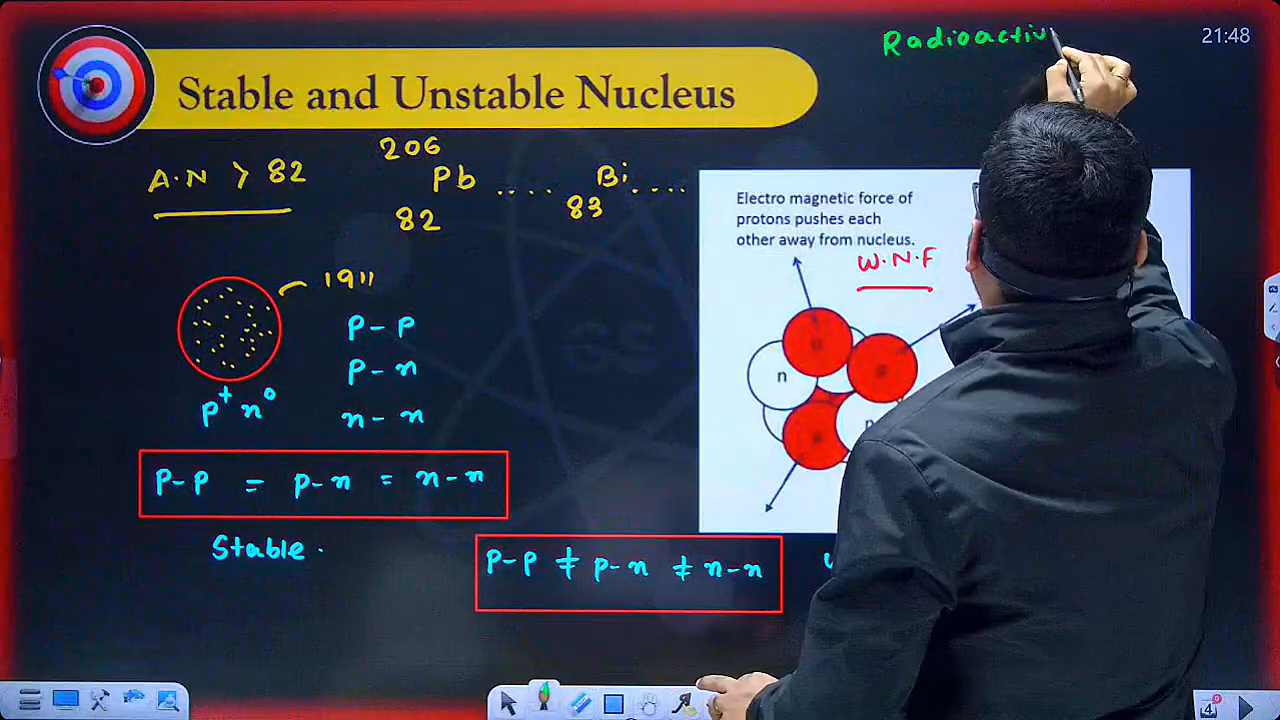 Radioactiv
21:48
Stable and Unstable Nucleus
A.N > 82
206
Pb .... Bi ....
82 83
Electro magnetic force of
protons pushes each
other away from nucleus.
W.N.F
1911
P - P
P - n
n - n
n
p+ n0
P-P = P-n = n-n
Stable.
P-P ≠ P-n ≠ n-n